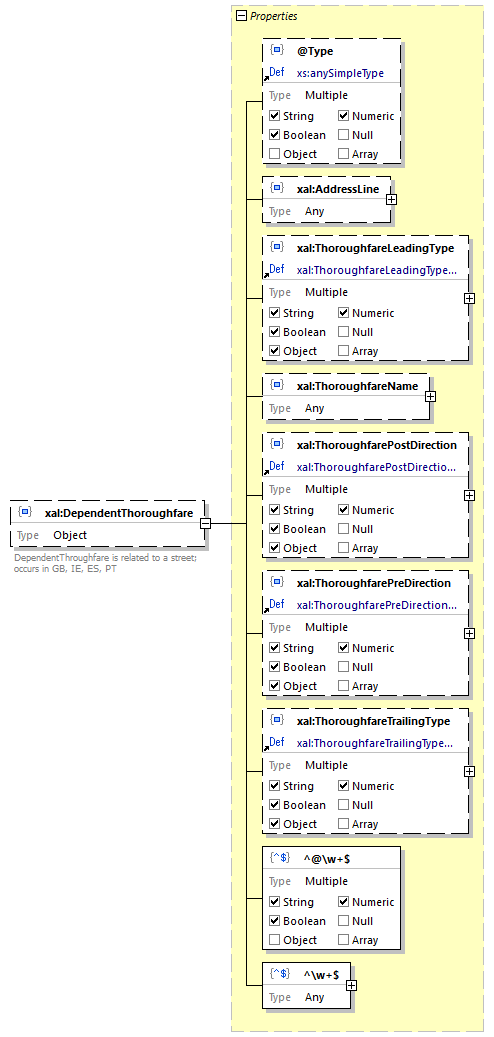 Properties
{} @Type
Def xs:anySimpleType
Type Multiple
String Numeric
Boolean Null
Object Array
{} xal:AddressLine
Type Any
{} xal:ThoroughfareLeadingType
Def xal:ThoroughfareLeadingType...
Type Multiple
String Numeric
Boolean Null
Object Array
{} xal:ThoroughfareName
Type Any
{} xal:ThoroughfarePostDirection
Def xal:ThoroughfarePostDirectio...
Type Multiple
String Numeric
Boolean Null
Object Array
{} xal:DependentThoroughfare
Type Object
DependentThroughfare is related to a street;
occurs in GB, IE, ES, PT
{} xal:ThoroughfarePreDirection
Def xal:ThoroughfarePreDirection...
Type Multiple
String Numeric
Boolean Null
Object Array
{} xal:ThoroughfareTrailingType
Def xal:ThoroughfareTrailingType...
Type Multiple
String Numeric
Boolean Null
Object Array
{^$} ^@\w+$
Type Multiple
String Numeric
Boolean Null
Object Array
{^$} ^\w+$
Type Any